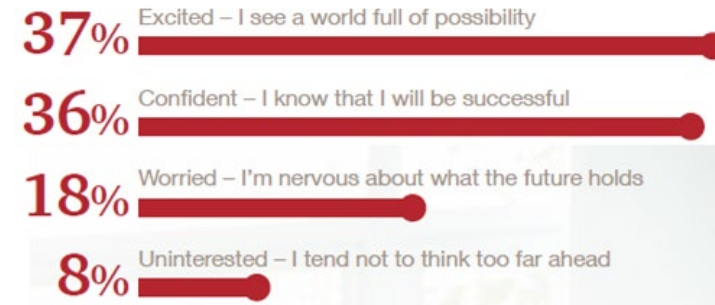 37% Excited – I see a world full of possibility
36% Confident – I know that I will be successful
18% Worried – I'm nervous about what the future holds
8% Uninterested – I tend not to think too far ahead